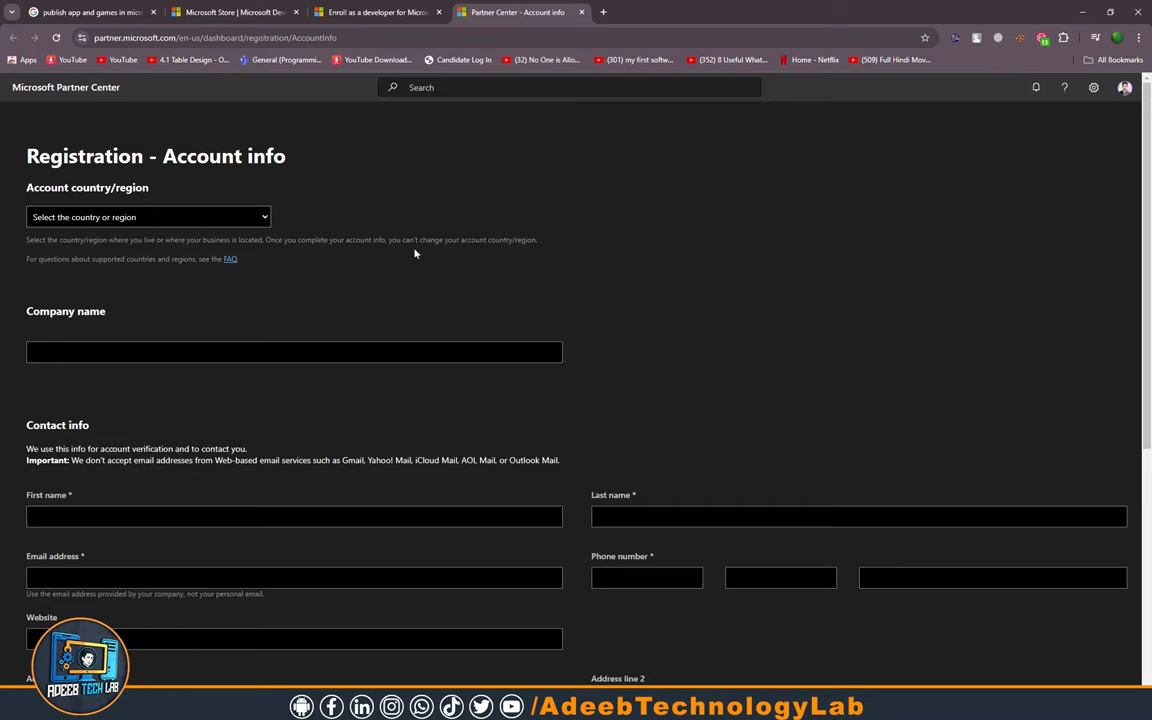 publish app and games in micr
Microsoft Store | Microsoft Dev
Enroll as a developer for Micros
Partner Center - Account info
partner.microsoft.com/en-us/dashboard/registration/AccountInfo
Apps
YouTube
YouTube
4.1 Table Design - O...
General (Programmi...
YouTube Download...
Candidate Log In
(32) No One is Allo...
(301) my first softw...
(352) 8 Useful What...
Home - Netflix
(509) Full Hindi Mov...
All Bookmarks
Microsoft Partner Center
Search
Registration - Account info
Account country/region
Select the country or region
Select the country/region where you live or where your business is located. Once you complete your account info, you can't change your account country/region.
For questions about supported countries and regions, see the FAQ.
Company name
Contact info
We use this info for account verification and to contact you.
Important: We don't accept email addresses from Web-based email services such as Gmail, Yahoo! Mail, iCloud Mail, AOL Mail, or Outlook Mail.
First name *
Last name *
Email address *
Phone number *
Use the email address provided by your company, not your personal email.
Website
Address line 2
ADEEB TECH LAB
/AdeebTechnologyLab